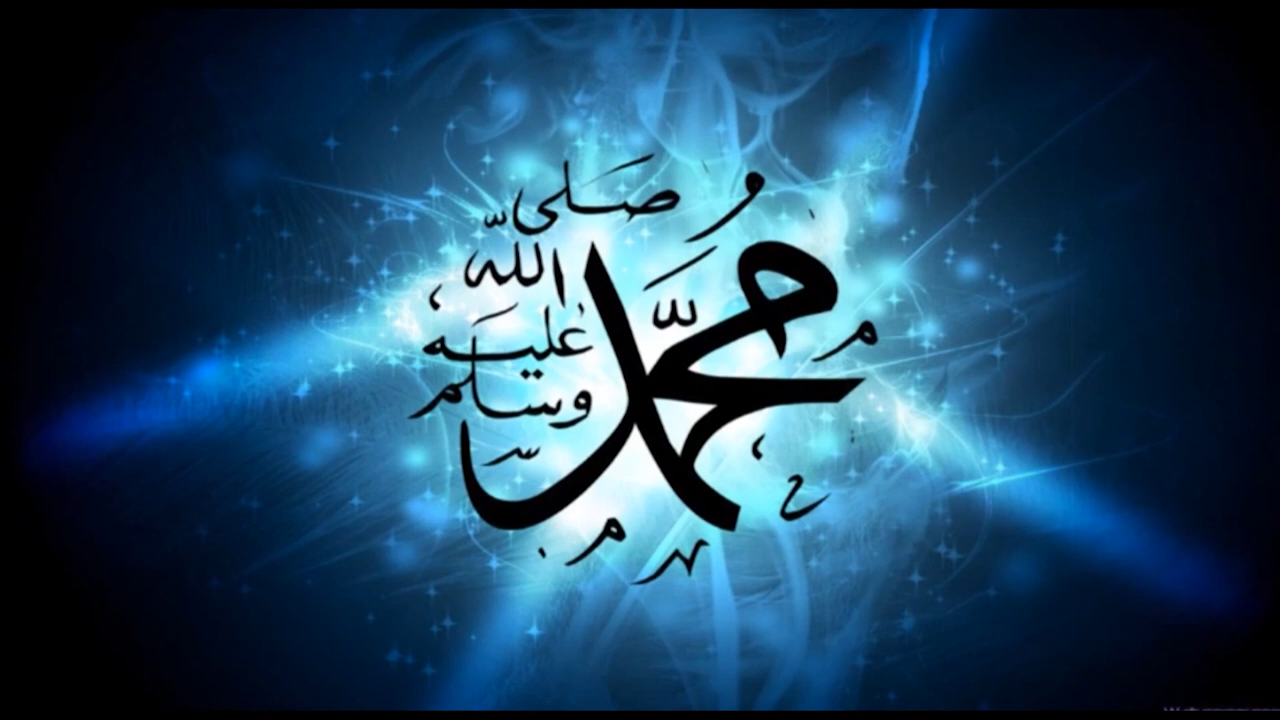 محمد
صلى
الله
عليه
وسلم